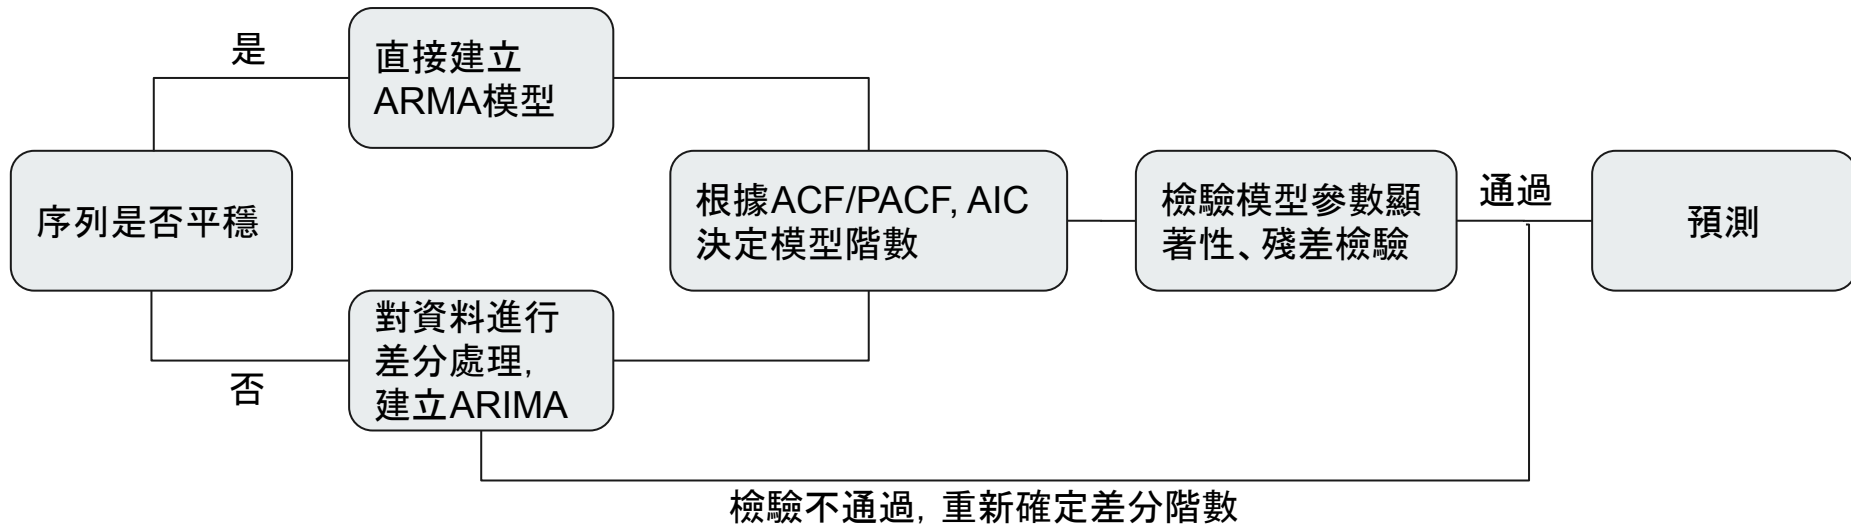 是
直接建立
ARMA模型
序列是否平穩
否
對資料進行
差分處理,
建立ARIMA
根據ACF/PACF, AIC
決定模型階數
檢驗模型參數顯
著性、殘差檢驗
通過
預測
檢驗不通過, 重新確定差分階數